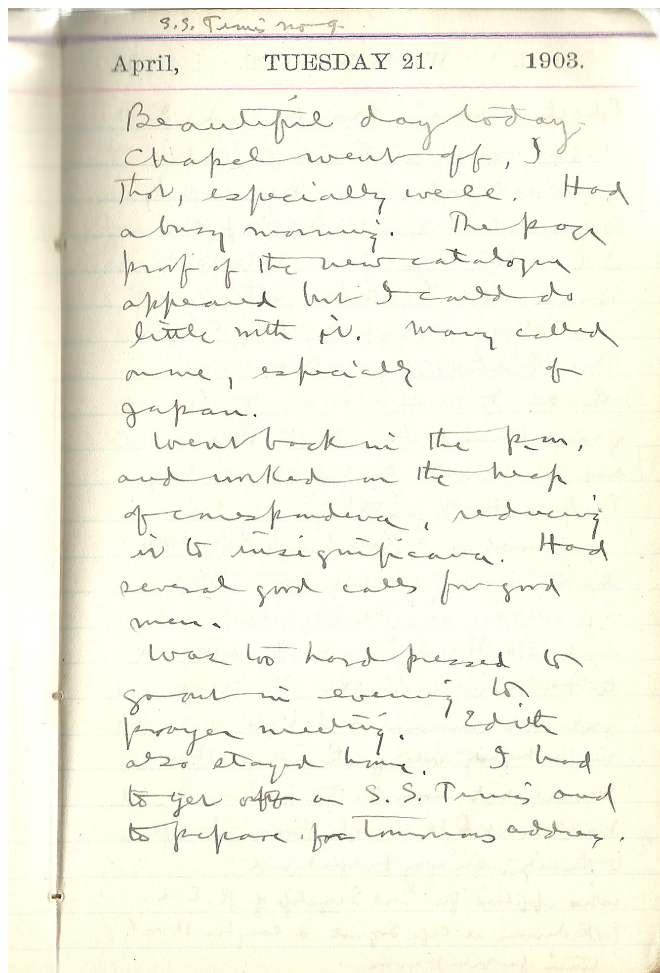 S.S. Times no 9
April, TUESDAY 21. 1903.
Beautiful day today.
Chapel went off, I
thot, especially well. Had
a busy morning. The page
proof of the new catalogue
appeared but I could do
little with it. Many called
on me, especially of
Japan.
Went back in the p.m.
and worked on the heap
of correspondence, reducing
it to insignificance. Had
several good calls for good
men.
Was too hard pressed to
go out in evening to
prayer meeting. Edith
also stayed home. I had
to get off on S.S. Times and
to prepare for tomorrows address.